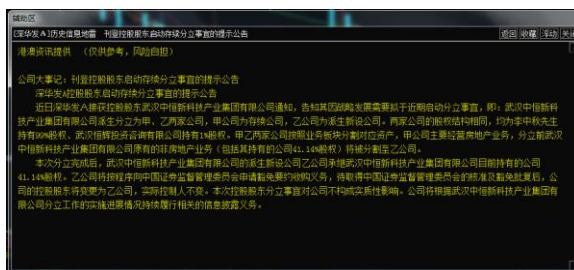 辅助区
[深华发A]历史信息地雷 刊登控股股东启动存续分立事宜的提示公告
返回 收藏 浮动 关闭
港澳资讯提供 (仅供参考,风险自担)
公司大事记:刊登控股股东启动存续分立事宜的提示公告
深华发A控股股东启动存续分立事宜的提示公告
近日深华发A接获控股股东武汉中恒新科技产业集团有限公司通知,告知其因战略发展需要拟于近期启动分立事宜,即:武汉中恒新科
技产业集团有限公司派生分立为甲、乙两家公司,甲公司为存续公司,乙公司为派生新设公司。两家公司的股权结构相同,均为李中秋先生
持有99%股权,武汉恒辉投资咨询有限公司持有1%股权。甲乙两家公司按照业务板块分割对应资产,甲公司主要经营房地产业务,分立前武汉
中恒新科技产业集团有限公司原有的非房地产业务(包括其持有的公司41.14%股权)将被分割至乙公司。
本次分立完成后,武汉中恒新科技产业集团有限公司的派生新设公司乙公司承继武汉中恒新科技产业集团有限公司目前持有的公司
41.14%股权。乙公司将按程序向中国证券监督管理委员会申请豁免要约收购义务,待取得中国证券监督管理委员会的核准及豁免批复后,公
司的控股股东将变更为乙公司,实际控制人不变。本次控股股东分立事宜对公司不构成实质性影响。公司将根据武汉中恒新科技产业集团有
限公司分立工作的实施进展情况持续履行相关的信息披露义务。